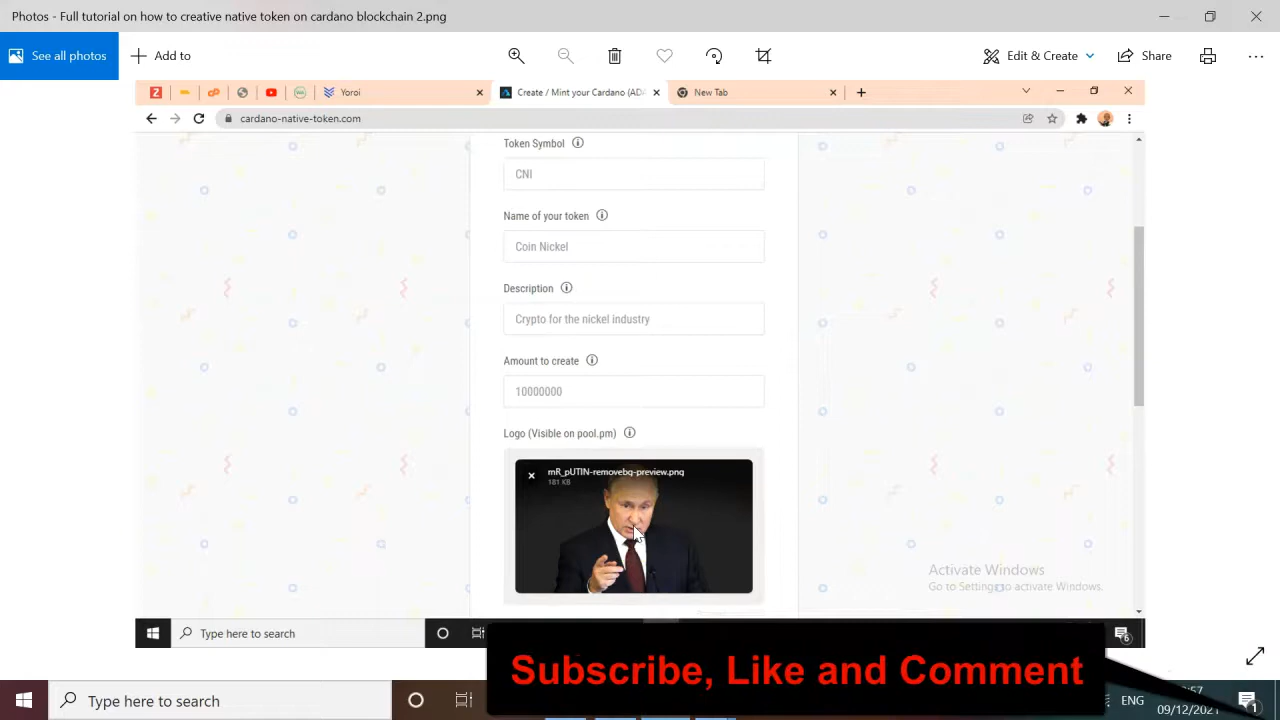 Photos - Full tutorial on how to creative native token on cardano blockchain 2.png
See all photos
Add to
Edit & Create
Share
Yoroi
Create / Mint your Cardano (ADA
New Tab
cardano-native-token.com
Token Symbol
CNI
Name of your token
Coin Nickel
Description
Crypto for the nickel industry
Amount to create
10000000
Logo (Visible on pool.pm)
mR_pUTIN-removebg-preview.png
181 KB
Activate Windows
Go to Settings to activate Windows.
Type here to search
Subscribe, Like and Comment
Type here to search
ENG
:57
09/12/2021
1